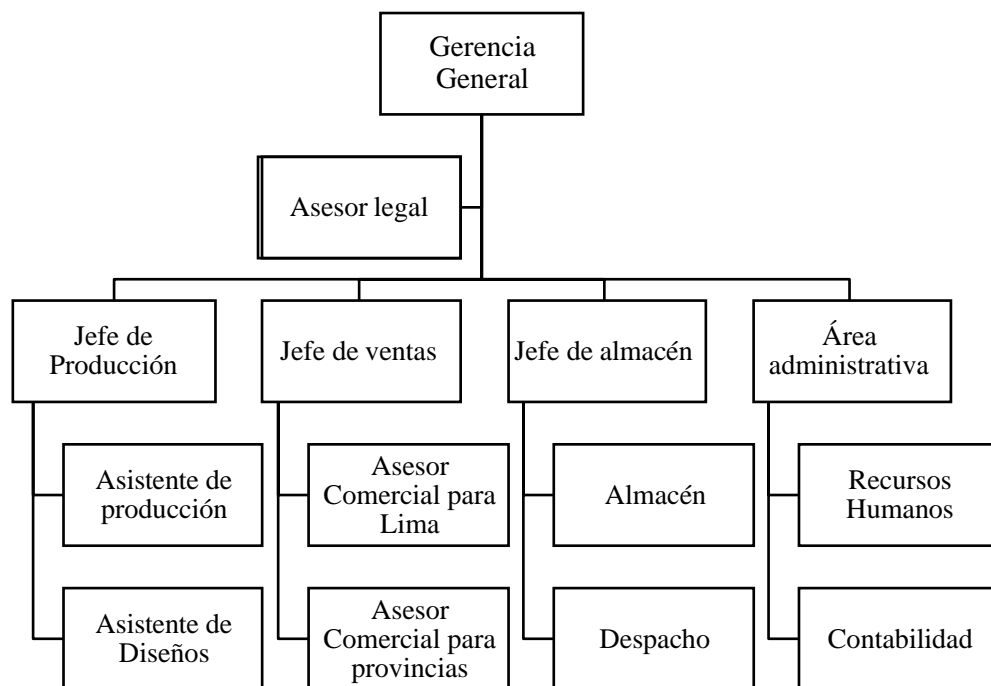 Gerencia
General
Asesor legal
Jefe de
Producción
Jefe de ventas
Jefe de almacén
Área
administrativa
Asistente de
producción
Asesor
Comercial para
Lima
Almacén
Recursos
Humanos
Asistente de
Diseños
Asesor
Comercial para
provincias
Despacho
Contabilidad